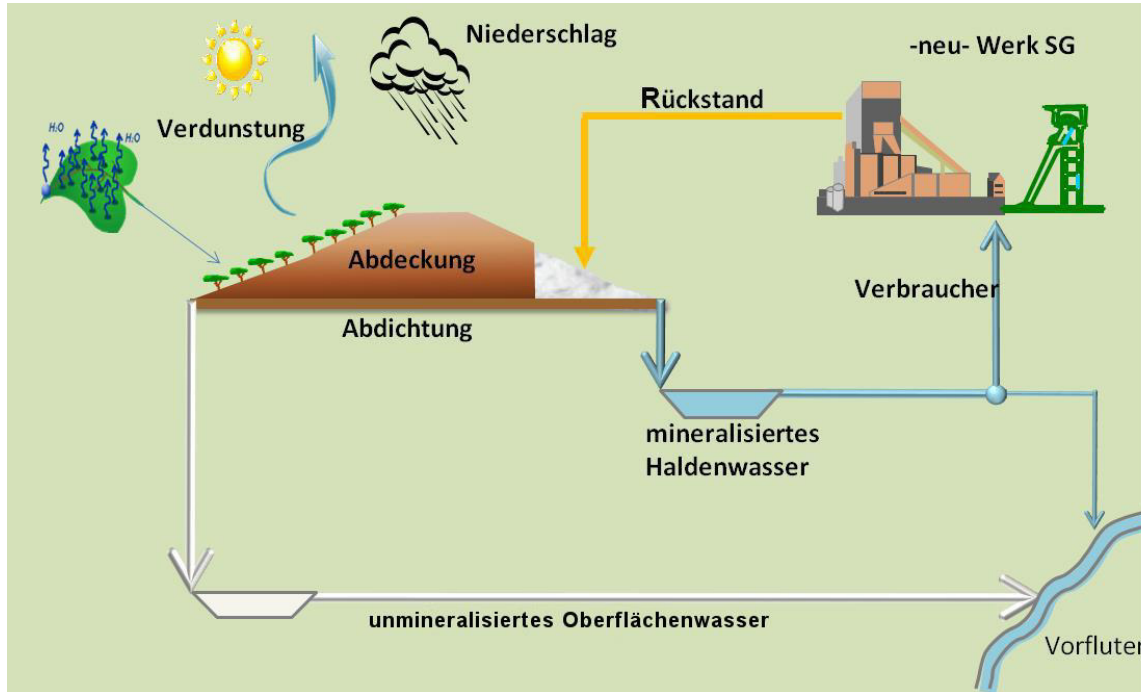 Niederschlag
-neu- Werk SG
Rückstand
Verdunstung
H₂O
H₂O
Abdeckung
Verbraucher
Abdichtung
mineralisiertes
Haldenwasser
unmineralisiertes Oberflächenwasser
Vorfluter